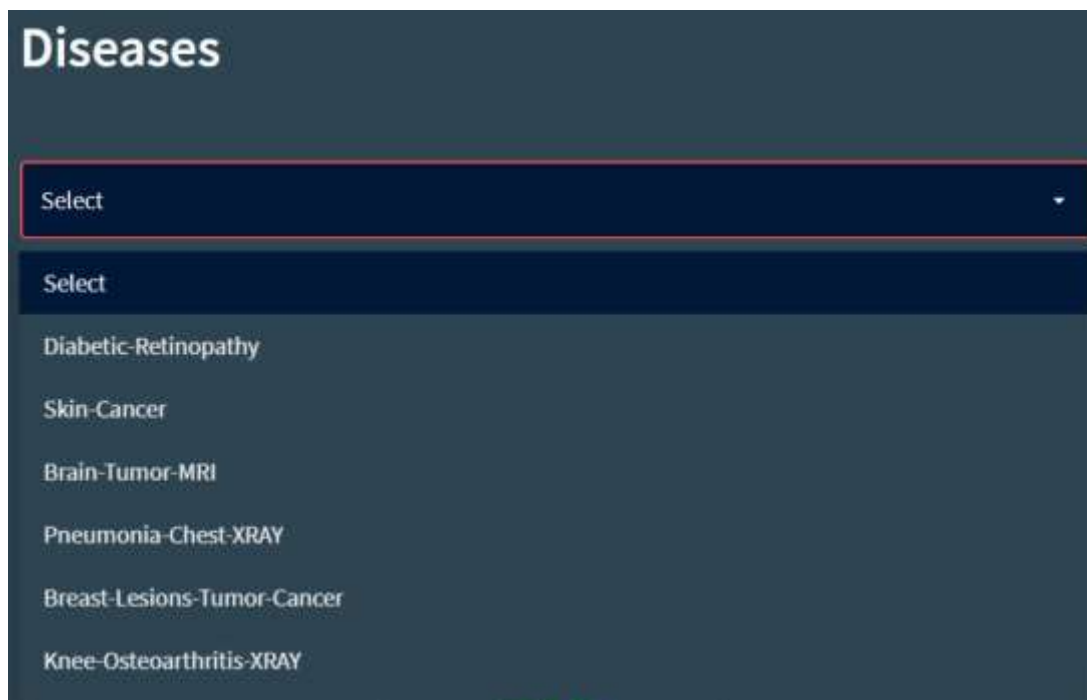 Diseases
Select
Select
Diabetic-Retinopathy
Skin-Cancer
Brain-Tumor-MRI
Pneumonia-Chest-XRAY
Breast-Lesions-Tumor-Cancer
Knee-Osteoarthritis-XRAY